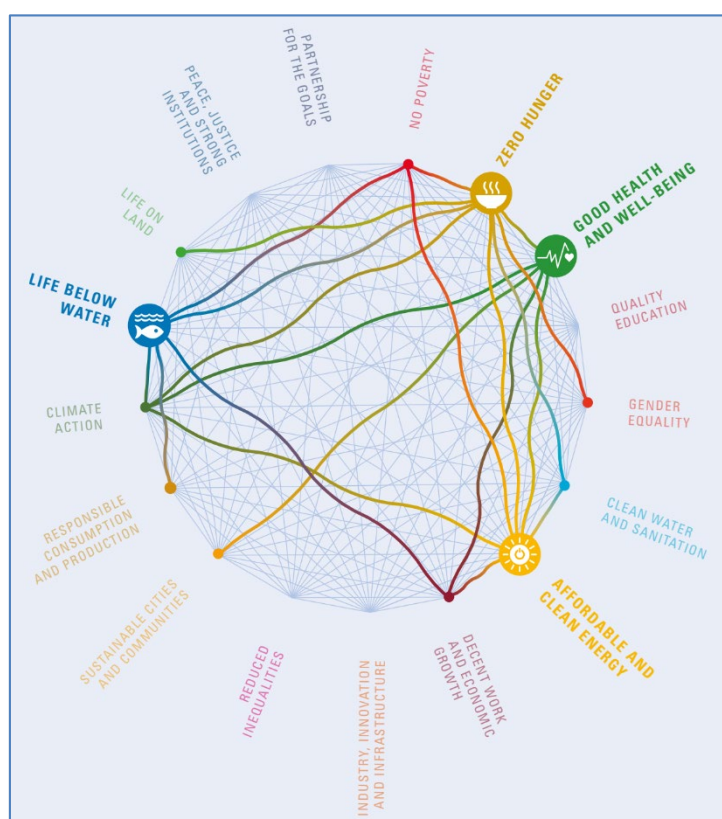 NO POVERTY
ZERO HUNGER
GOOD HEALTH
AND WELL-BEING
QUALITY
EDUCATION
GENDER
EQUALITY
CLEAN WATER
AND SANITATION
AFFORDABLE AND
CLEAN ENERGY
DECENT WORK
AND ECONOMIC
GROWTH
INDUSTRY, INNOVATION
AND INFRASTRUCTURE
REDUCED
INEQUALITIES
SUSTAINABLE CITIES
AND COMMUNITIES
RESPONSIBLE
CONSUMPTION
AND PRODUCTION
CLIMATE
ACTION
LIFE BELOW
WATER
LIFE ON
LAND
PEACE, JUSTICE
AND STRONG
INSTITUTIONS
PARTNERSHIP
FOR THE GOALS